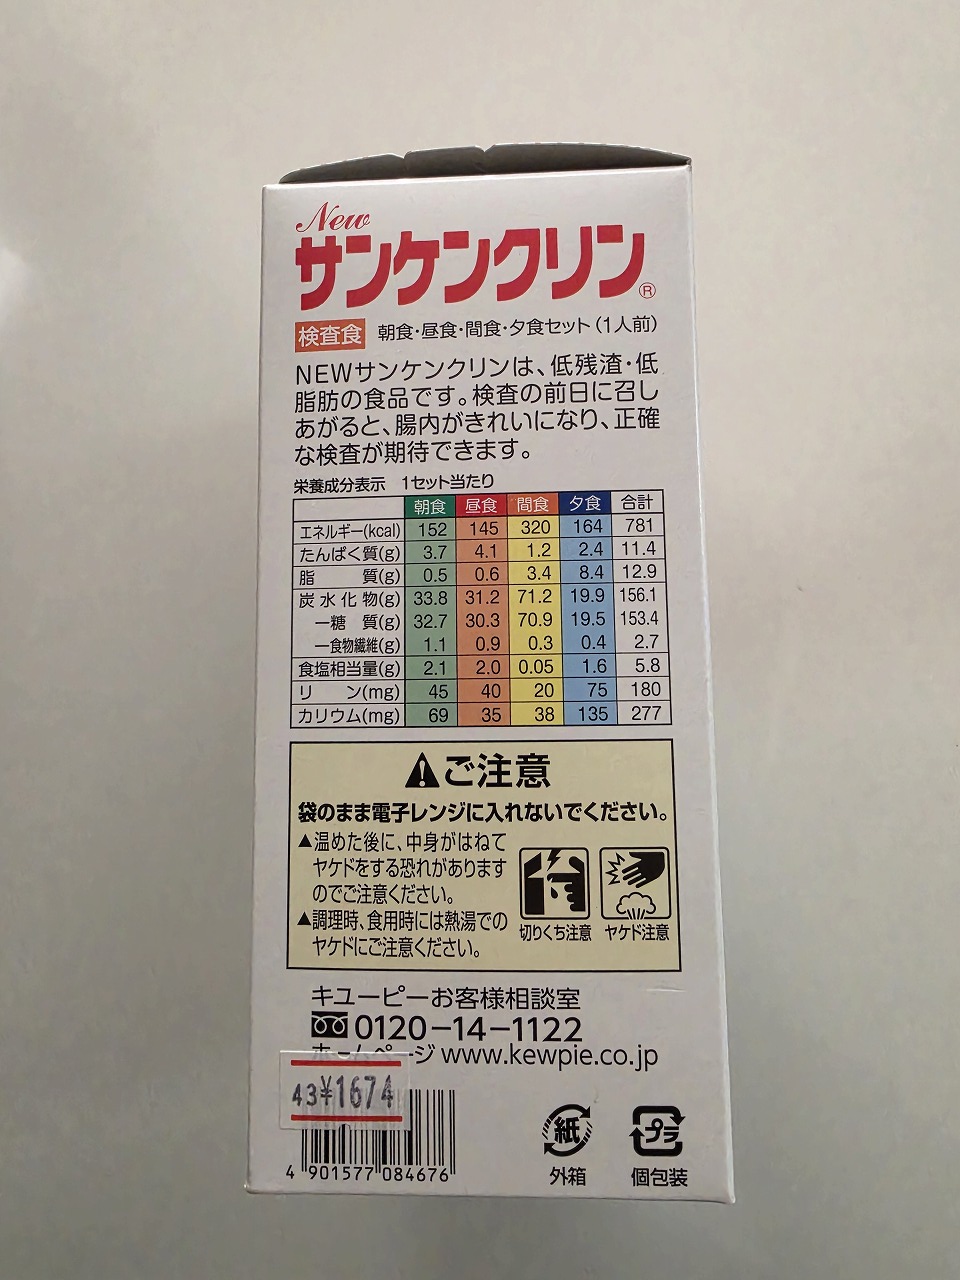 New
サンケンクリン®
検査食 朝食・昼食・間食・夕食セット(1人前)
NEWサンケンクリンは、低残渣・低
脂肪の食品です。検査の前日に召し
あがると、腸内がきれいになり、正確
な検査が期待できます。
栄養成分表示 1セット当たり
朝食 昼食 間食 夕食 合計
エネルギー(kcal) 152 145 320 164 781
たんぱく質(g) 3.7 4.1 1.2 2.4 11.4
脂質(g) 0.5 0.6 3.4 8.4 12.9
炭水化物(g) 33.8 31.2 71.2 19.9 156.1
ー糖質(g) 32.7 30.3 70.9 19.5 153.4
ー食物繊維(g) 1.1 0.9 0.3 0.4 2.7
食塩相当量(g) 2.1 2.0 0.05 1.6 5.8
リン(mg) 45 40 20 75 180
カリウム(mg) 69 35 38 135 277
ご注意
袋のまま電子レンジに入れないでください。
▲温めた後に、中身がはねて
ヤケドをする恐れがあります
のでご注意ください。
▲調理時、食用時には熱湯での
ヤケドにご注意ください。
切りくち注意 ヤケド注意
キユーピーお客様相談室
0120-14-1122
ホームページ www.kewpie.co.jp
43¥1674
4 901577 084676
紙 プラ
外箱 個包装